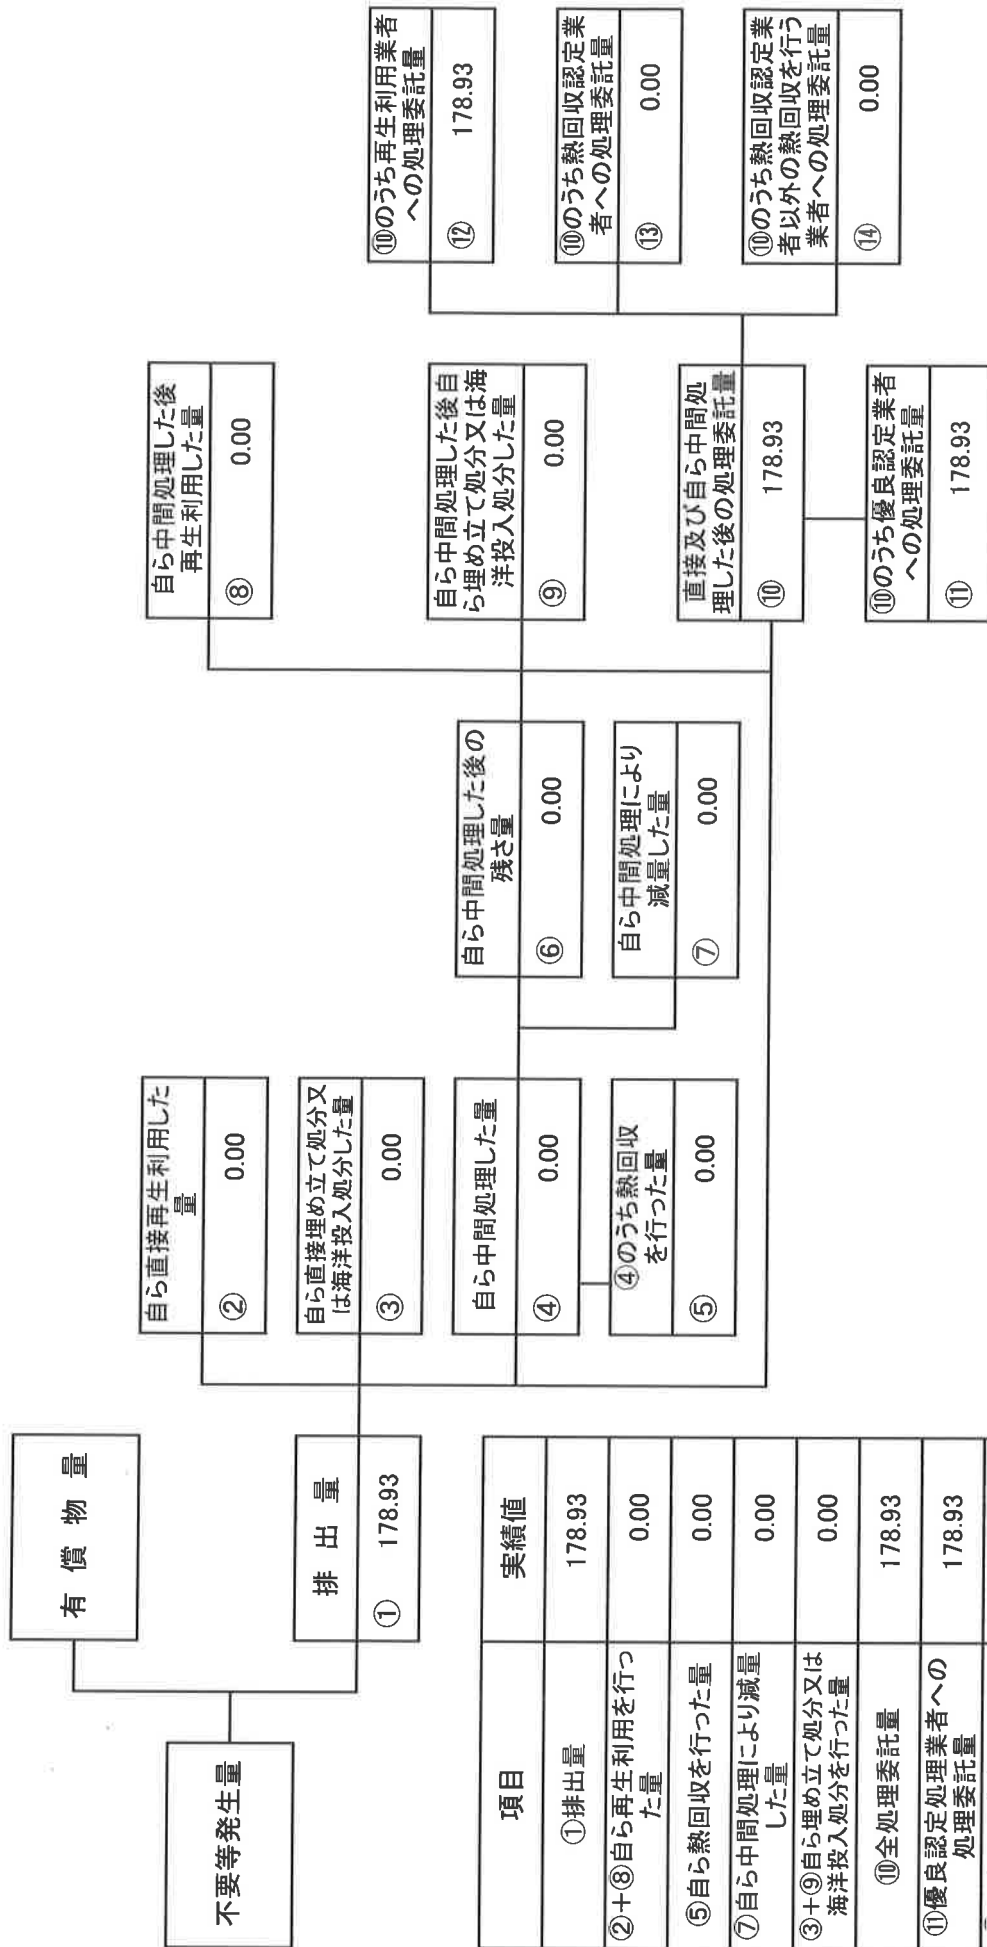 有償物量
不要等発生量
排出量
① 178.93
自ら直接再生利用した
量
② 0.00
自ら直接埋め立て処分又
は海洋投入処分した量
③ 0.00
自ら中間処理した量
④ 0.00
④のうち熱回収
を行った量
⑤ 0.00
自ら中間処理した後の
残さ量
⑥ 0.00
自ら中間処理により
減量した量
⑦ 0.00
自ら中間処理した後
再生利用した量
⑧ 0.00
自ら中間処理した後自
ら埋め立て処分又は海
洋投入処分した量
⑨ 0.00
直接及び自ら中間処
理した後の処理委託量
⑩ 178.93
⑩のうち優良認定業者
への処理委託量
⑪ 178.93
⑩のうち再生利用業者
への処理委託量
⑫ 178.93
⑩のうち熱回収認定業
者への処理委託量
⑬ 0.00
⑩のうち熱回収認定業
者以外の熱回収を行う
業者への処理委託量
⑭ 0.00
項目 実績値
①排出量 178.93
②+⑧自ら再生利用を行っ
た量 0.00
⑤自ら熱回収を行った量 0.00
⑦自ら中間処理により減量
した量 0.00
③+⑨自ら埋め立て処分又は
海洋投入処分を行った量 0.00
⑩全処理委託量 178.93
⑪優良認定処理業者への
処理委託量 178.93